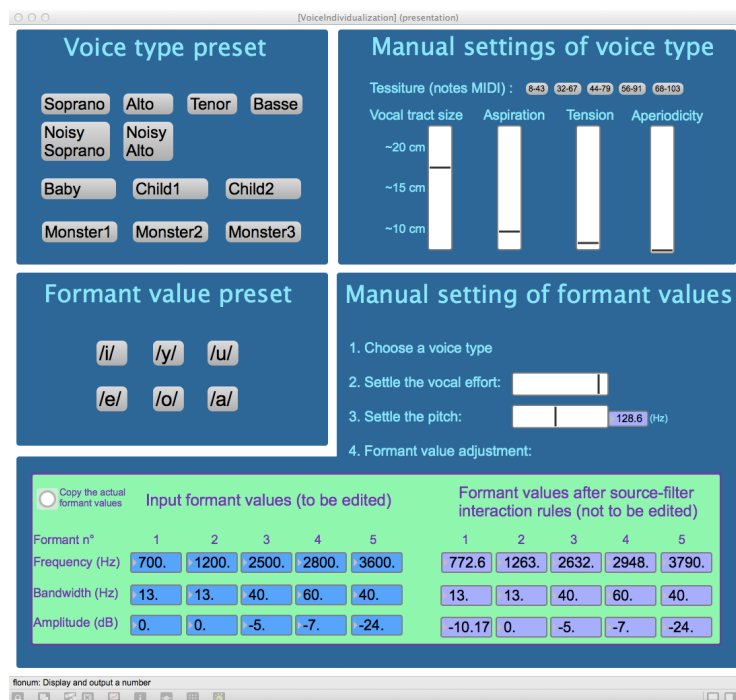 [VoiceIndividualization] (presentation)
Voice type preset
Soprano Alto Tenor Basse
Noisy Soprano Noisy Alto
Baby Child1 Child2
Monster1 Monster2 Monster3
Manual settings of voice type
Tessiture (notes MIDI) : 8-43 32-67 44-79 56-91 68-103
Vocal tract size Aspiration Tension Aperiodicity
~20 cm
~15 cm
~10 cm
Formant value preset
/i/ /y/ /u/
/e/ /o/ /a/
Manual setting of formant values
1. Choose a voice type
2. Settle the vocal effort:
3. Settle the pitch: 128.6 (Hz)
4. Formant value adjustment:
Copy the actual
formant values
Input formant values (to be edited)
Formant values after source-filter
interaction rules (not to be edited)
Formant n° 1 2 3 4 5 1 2 3 4 5
Frequency (Hz) 700. 1200. 2500. 2800. 3600. 772.6 1263. 2632. 2948. 3790.
Bandwidth (Hz) 13. 13. 40. 60. 40. 13. 13. 40. 60. 40.
Amplitude (dB) 0. 0. -5. -7. -24. -10.17 0. -5. -7. -24.
flonum: Display and output a number